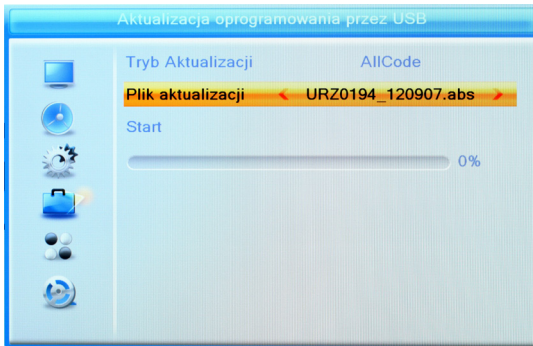 Aktualizacja oprogramowania przez USB
Tryb Aktualizacji AllCode
Plik aktualizacji URZ0194_120907.abs
Start
0%